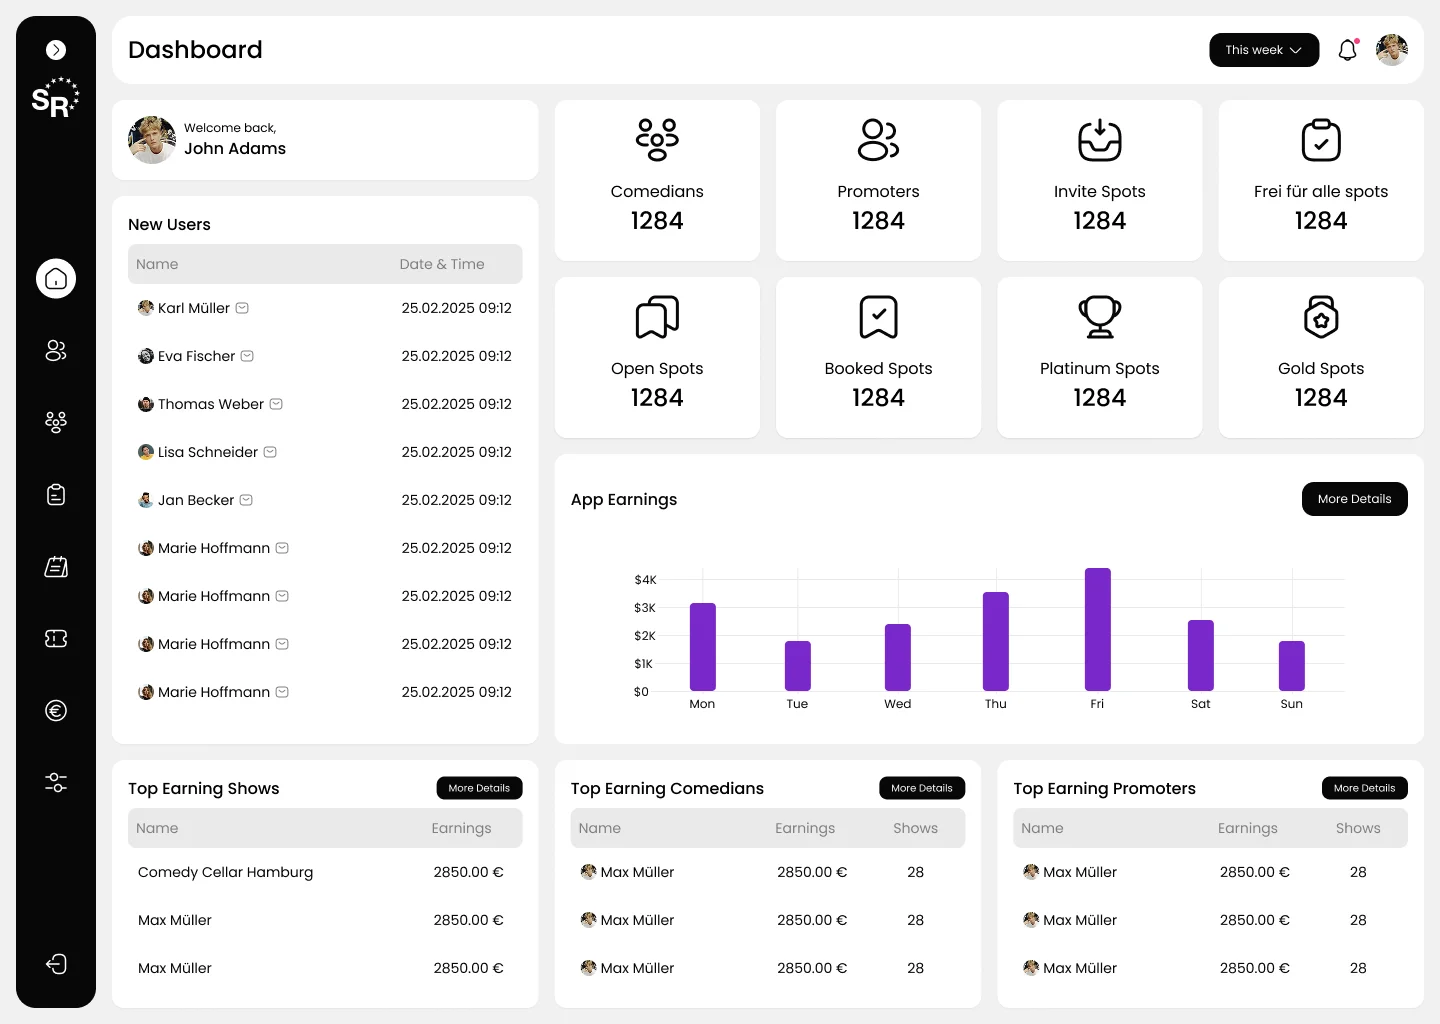 SR
Dashboard
This week
Welcome back,
John Adams
New Users
Name Date & Time
Karl Müller 25.02.2025 09:12
Eva Fischer 25.02.2025 09:12
Thomas Weber 25.02.2025 09:12
Lisa Schneider 25.02.2025 09:12
Jan Becker 25.02.2025 09:12
Marie Hoffmann 25.02.2025 09:12
Marie Hoffmann 25.02.2025 09:12
Marie Hoffmann 25.02.2025 09:12
Marie Hoffmann 25.02.2025 09:12
Comedians
1284
Promoters
1284
Invite Spots
1284
Frei für alle spots
1284
Open Spots
1284
Booked Spots
1284
Platinum Spots
1284
Gold Spots
1284
App Earnings
More Details
$4K
$3K
$2K
$1K
$0
Mon Tue Wed Thu Fri Sat Sun
Top Earning Shows
More Details
Name Earnings
Comedy Cellar Hamburg 2850.00 €
Max Müller 2850.00 €
Max Müller 2850.00 €
Top Earning Comedians
More Details
Name Earnings Shows
Max Müller 2850.00 € 28
Max Müller 2850.00 € 28
Max Müller 2850.00 € 28
Top Earning Promoters
More Details
Name Earnings Shows
Max Müller 2850.00 € 28
Max Müller 2850.00 € 28
Max Müller 2850.00 € 28